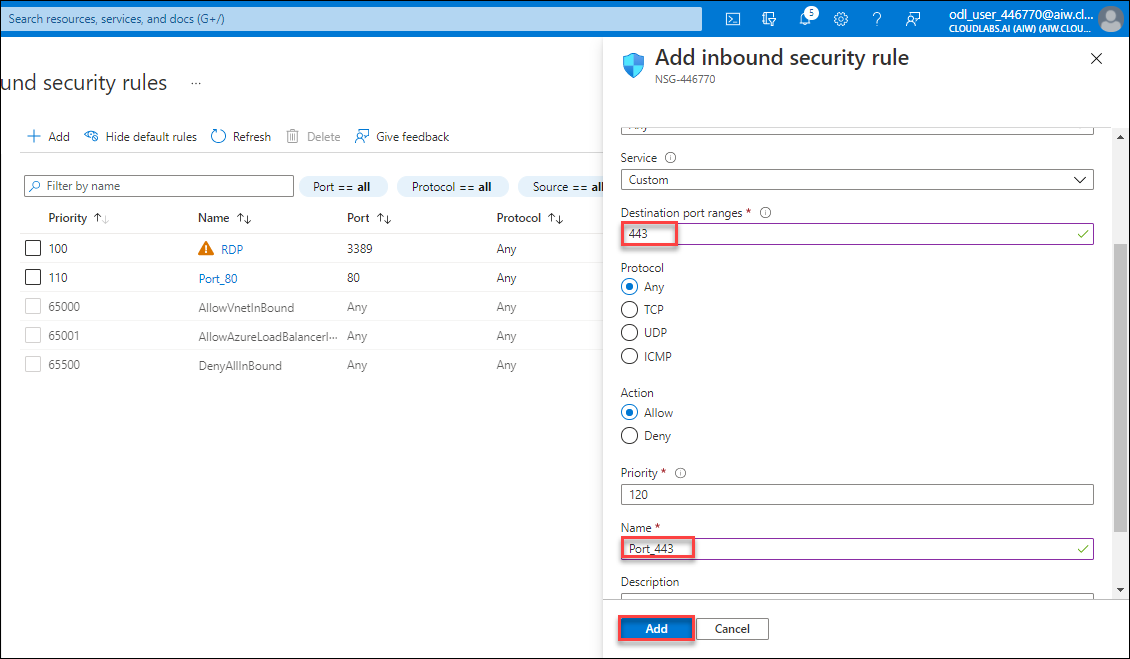 Search resources, services, and docs (G+/)
5
odl_user_446770@aiw.cl...
CLOUDLABS.AI (AIW) (AIW.CLOU...
und security rules ...
Add
Hide default rules
Refresh
Delete
Give feedback
Filter by name
Port == all
Protocol == all
Source == all
Priority ↑↓ Name ↑↓ Port ↑↓ Protocol ↑↓
100 RDP 3389 Any
110 Port_80 80 Any
65000 AllowVnetInBound Any Any
65001 AllowAzureLoadBalancerI··· Any Any
65500 DenyAllInBound Any Any
Add inbound security rule
NSG-446770
Any
Service
Custom
Destination port ranges *
443
Protocol
Any
TCP
UDP
ICMP
Action
Allow
Deny
Priority *
120
Name *
Port_443
Description
Add
Cancel